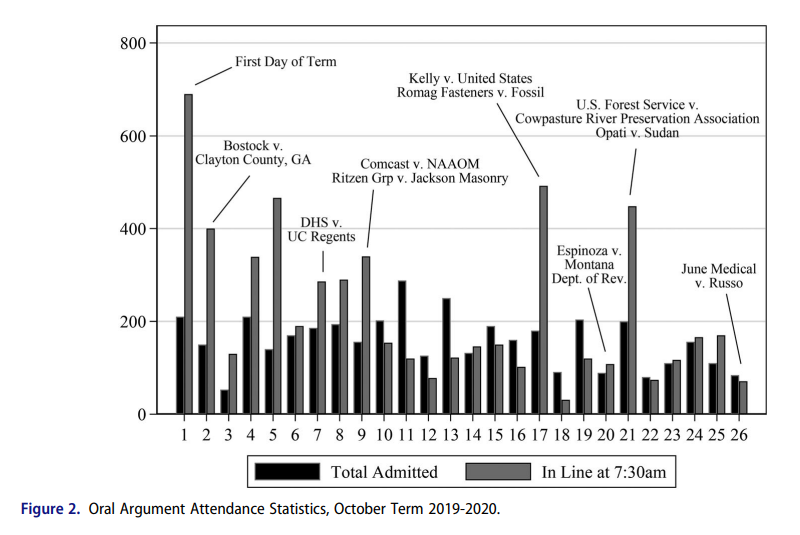 800
600
400
200
0
First Day of Term
Bostock v.
Clayton County, GA
DHS v.
UC Regents
Comcast v. NAAOM
Ritzen Grp v. Jackson Masonry
Kelly v. United States
Romag Fasteners v. Fossil
U.S. Forest Service v.
Cowpasture River Preservation Association
Opati v. Sudan
Espinoza v.
Montana
Dept. of Rev.
June Medical
v. Russo
1 2 3 4 5 6 7 8 9 10 11 12 13 14 15 16 17 18 19 20 21 22 23 24 25 26
Total Admitted In Line at 7:30am
Figure 2. Oral Argument Attendance Statistics, October Term 2019-2020.